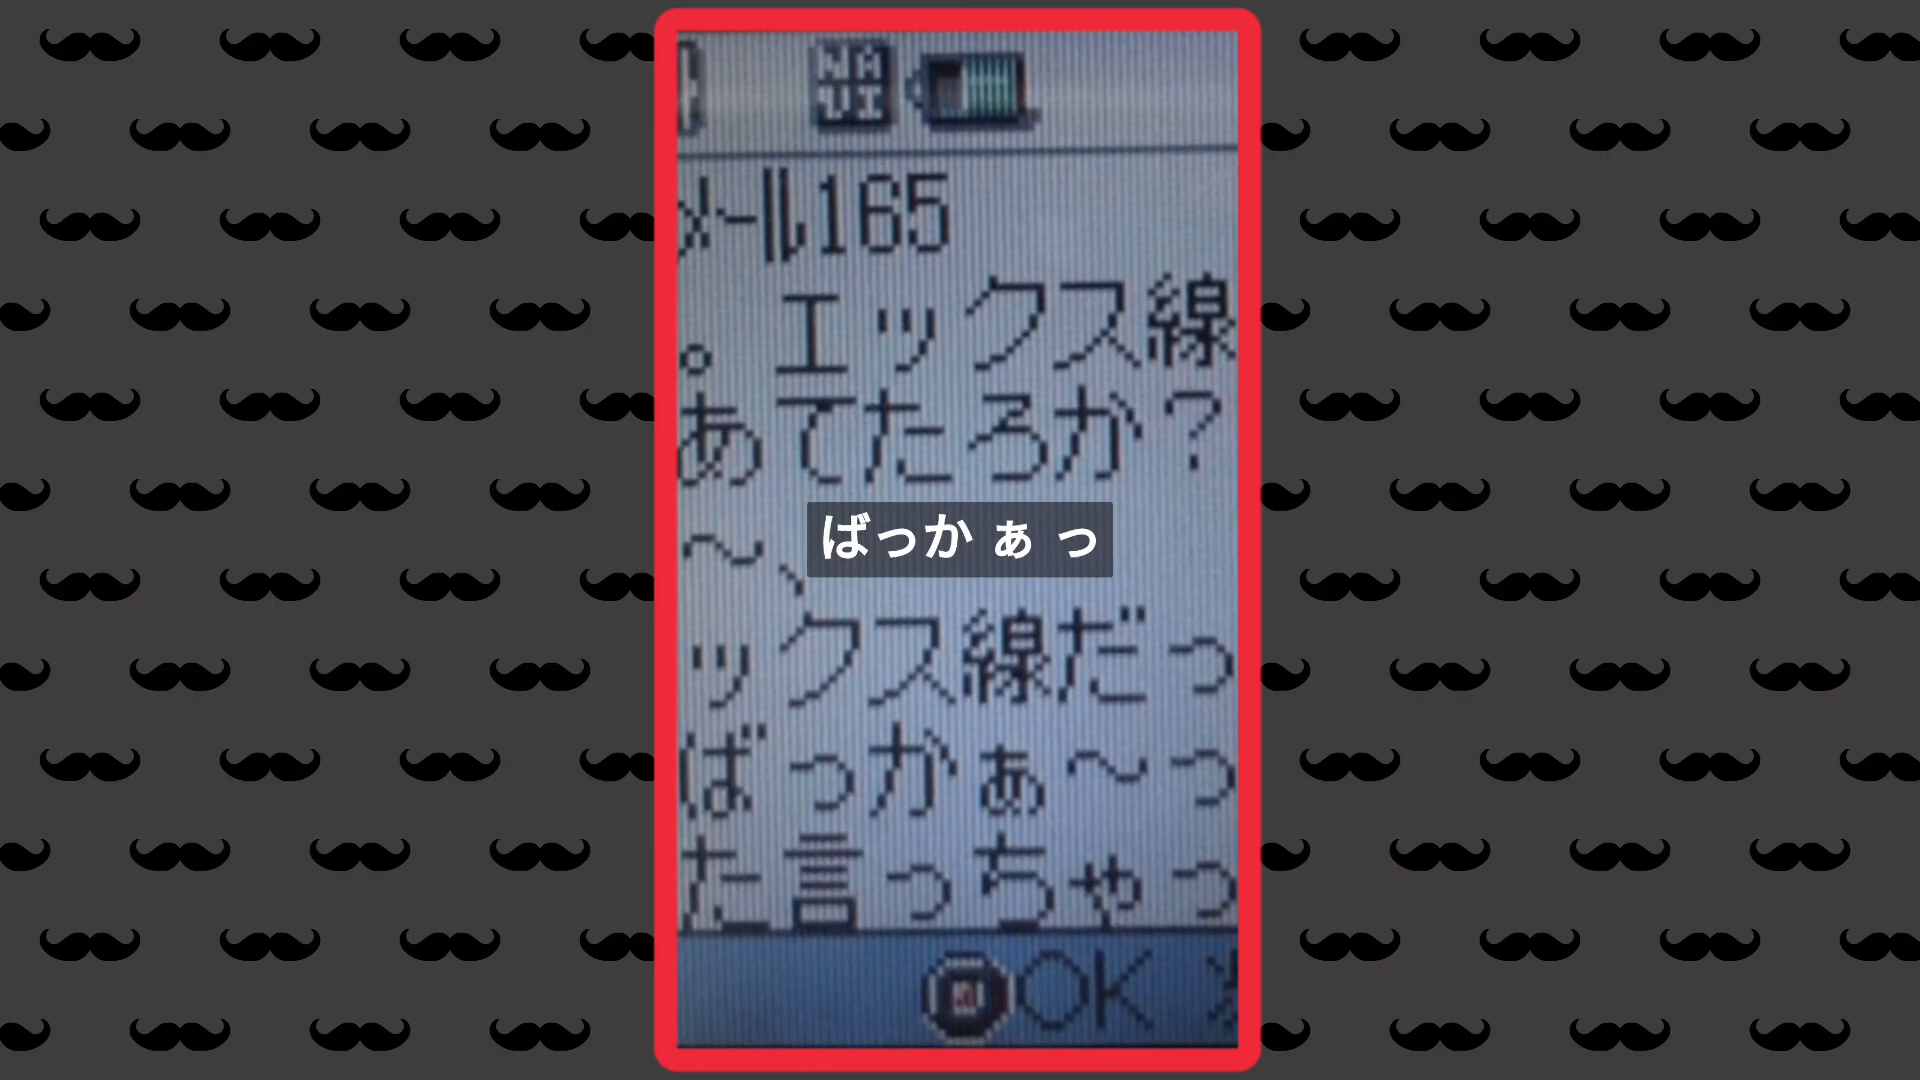 NA
VI
ﾒｰﾙ165
。エックス線
あてたろか？
～、
ックス線だっ
ばっかぁ～っ
た言っちゃっ
ばっか ぁ っ
OK